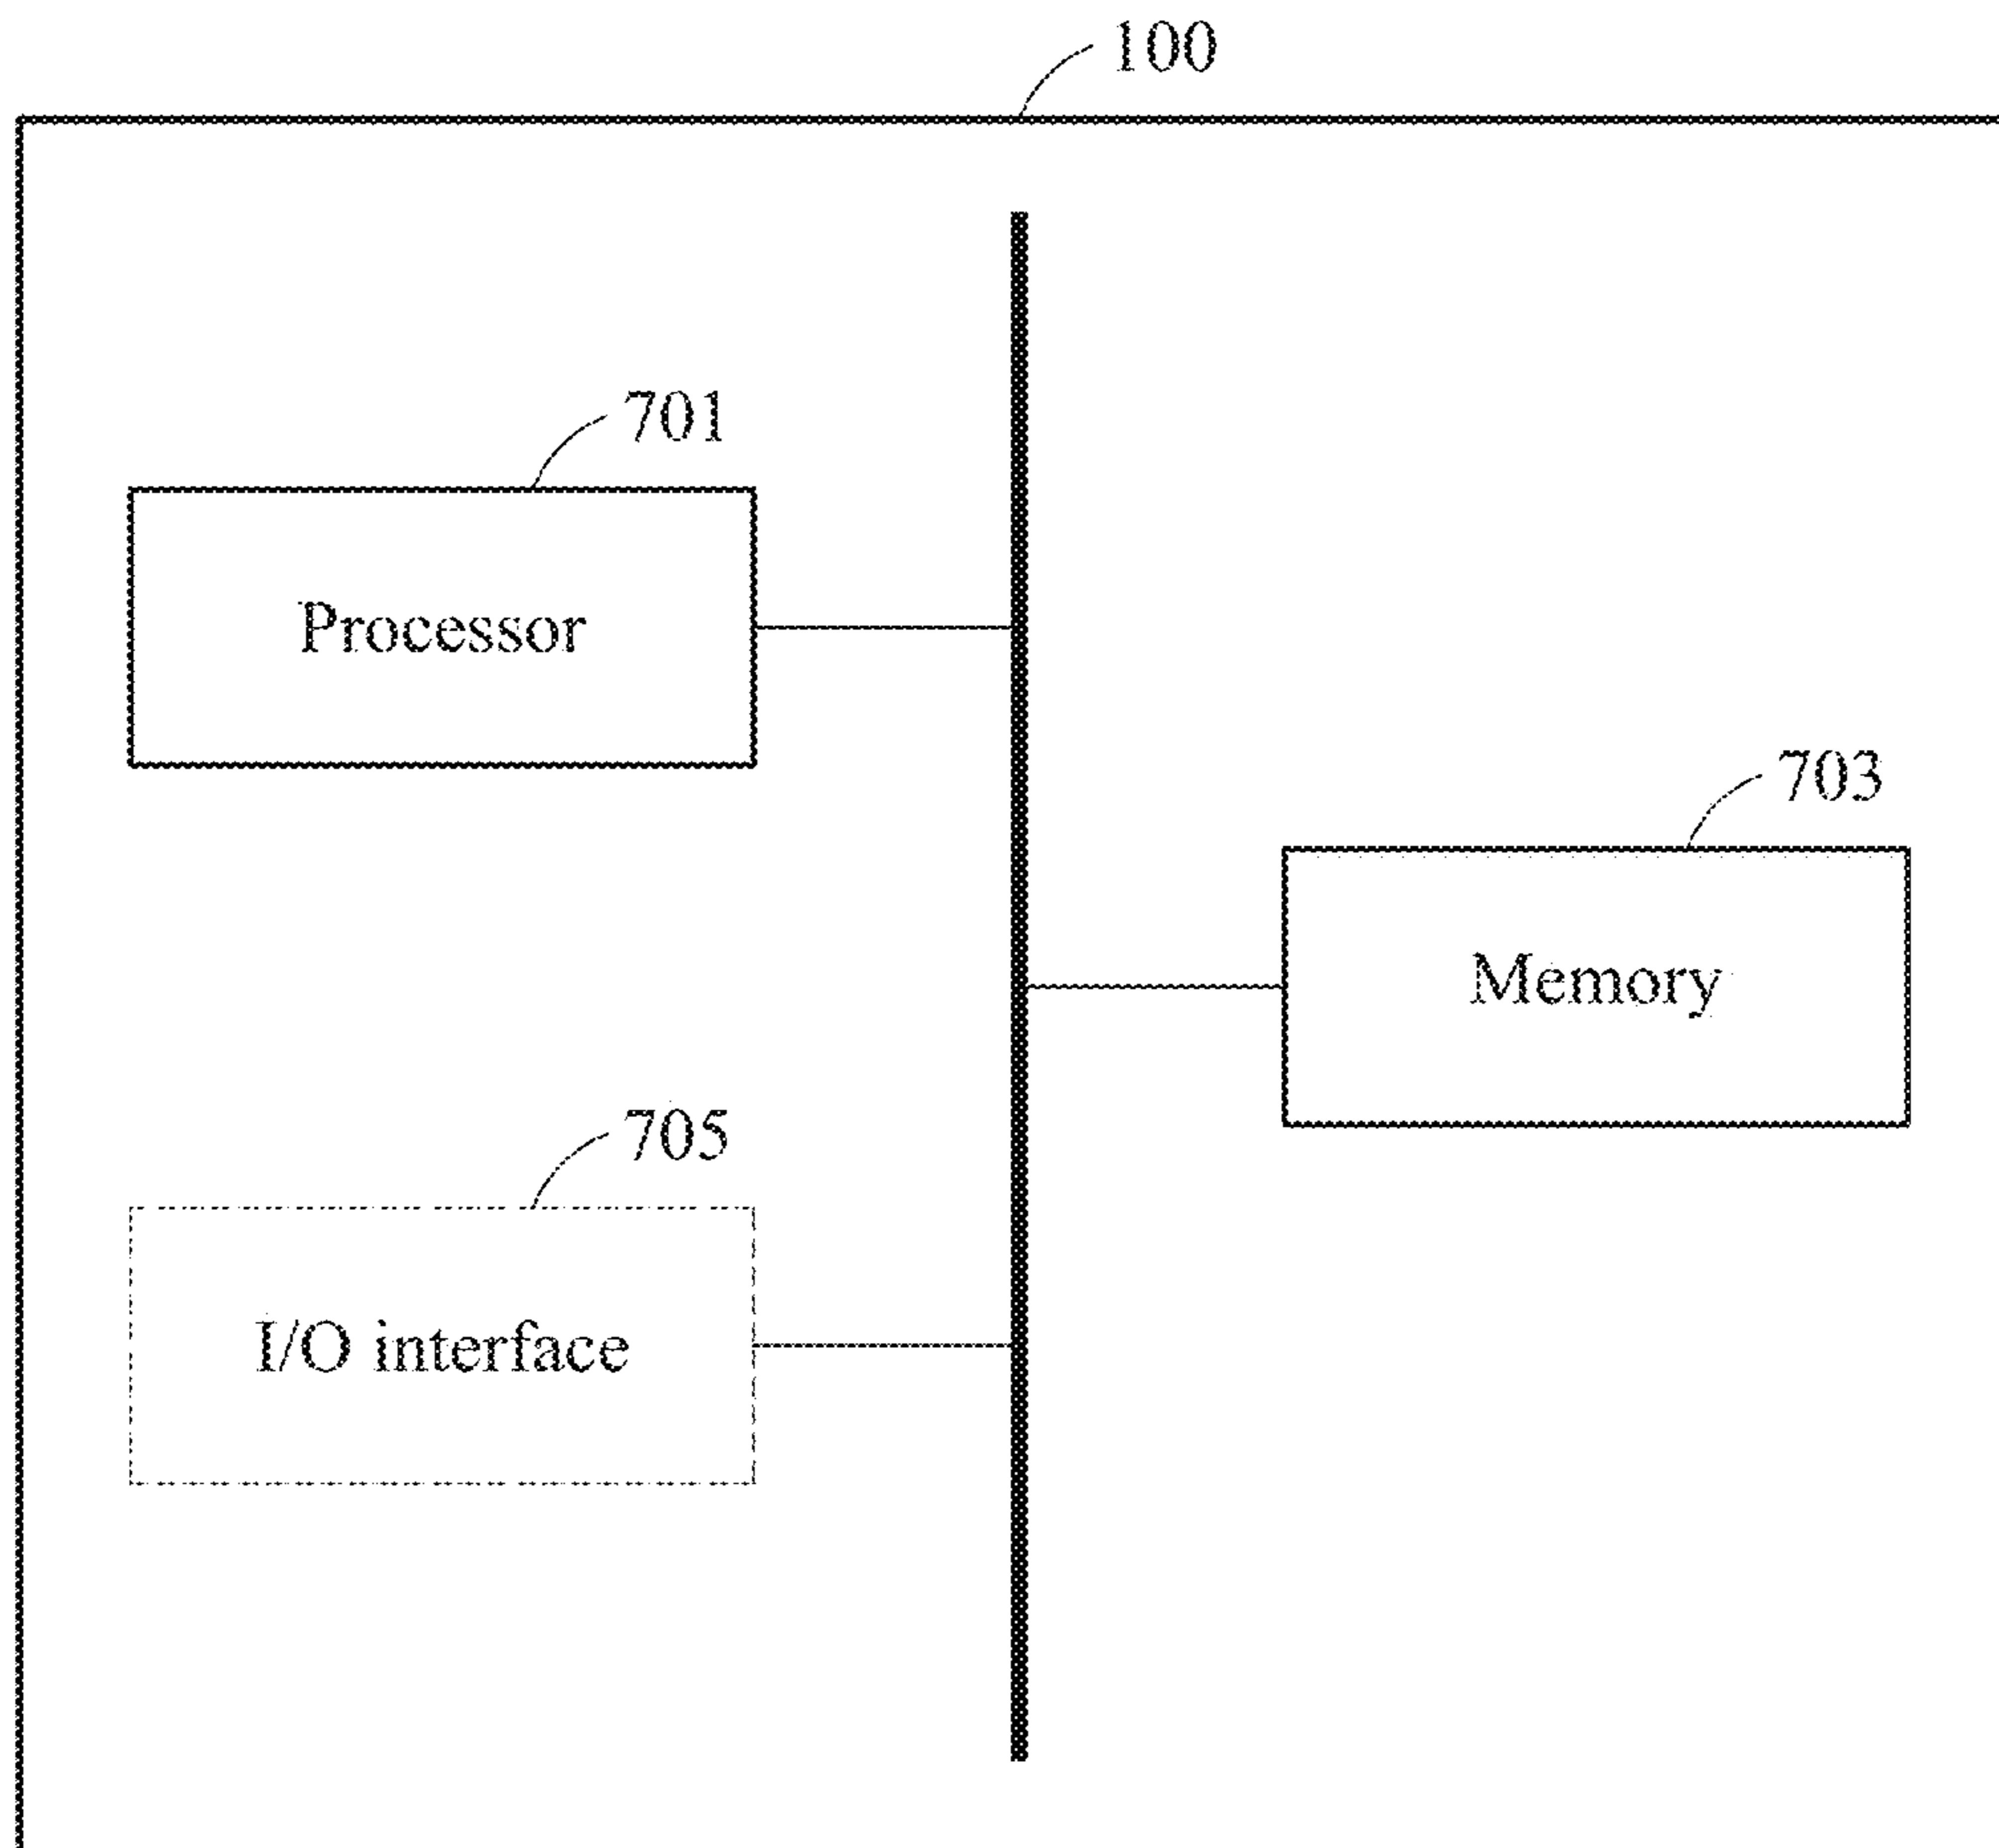 100
701
Processor
703
Memory
705
I/O interface